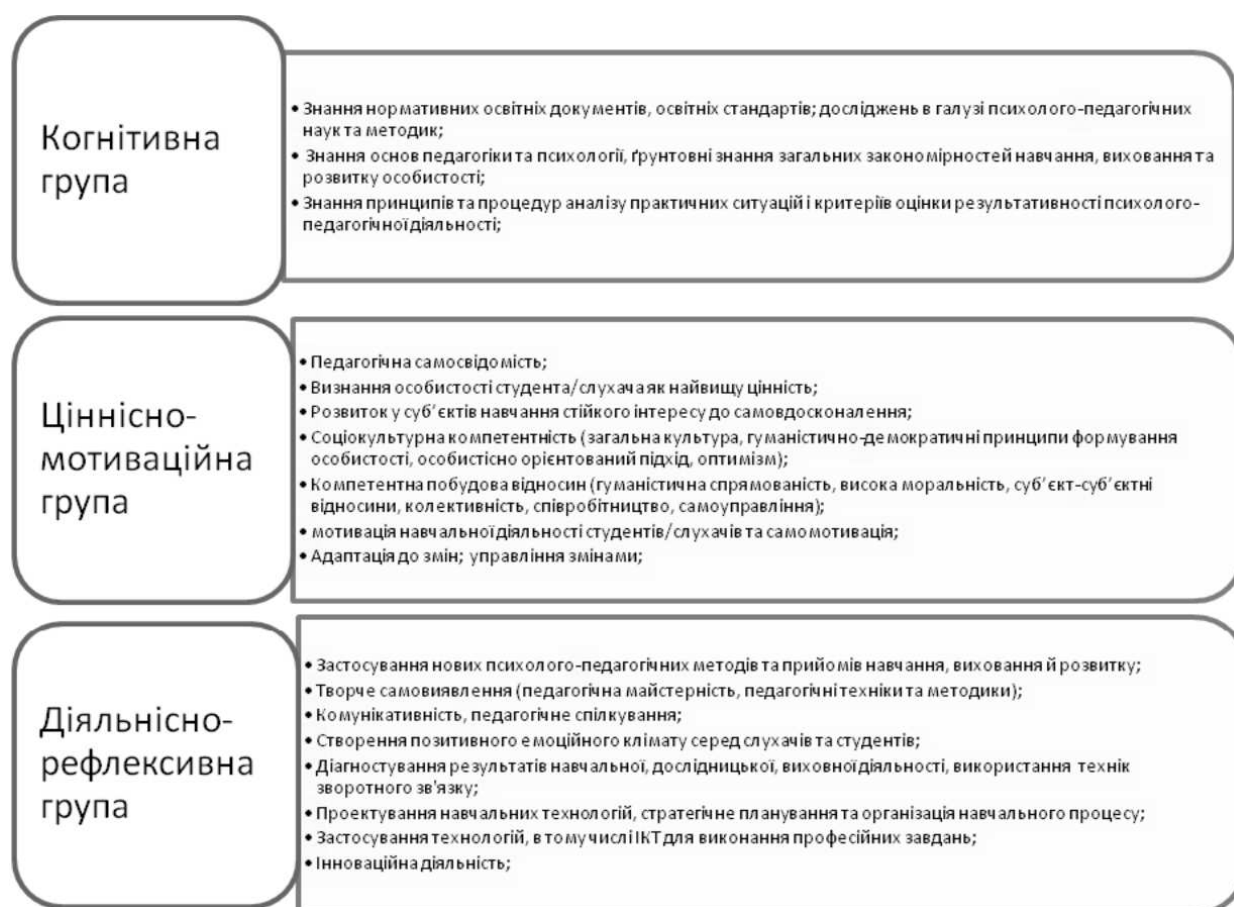 Когнітивна
група
• Знання нормативних освітніх документів, освітніх стандартів; досліджень в галузі психолого-педагогічних
наук та методик;
• Знання основ педагогіки та психології, ґрунтовні знання загальних закономірностей навчання, виховання та
розвитку особистості;
• Знання принципів та процедур аналізу практичних ситуацій і критеріїв оцінки результативності психолого-
педагогічної діяльності;
Ціннісно-
мотиваційна
група
• Педагогічна самосвідомість;
• Визнання особистості студента/слухача як найвищу цінність;
• Розвиток у суб’єктів навчання стійкого інтересу до самовдосконалення;
• Соціокультурна компетентність (загальна культура, гуманістично-демократичні принципи формування
особистості, особистісно орієнтований підхід, оптимізм);
• Компетентна побудова відносин (гуманістична спрямованість, висока моральність, суб’єкт-суб’єктні
відносини, колективність, співробітництво, самоуправління);
• мотивація навчальної діяльності студентів/слухачів та самомотивація;
• Адаптація до змін; управління змінами;
Діяльнісно-
рефлексивна
група
• Застосування нових психолого-педагогічних методів та прийомів навчання, виховання й розвитку;
• Творче самовиявлення (педагогічна майстерність, педагогічні техніки та методики);
• Комунікативність, педагогічне спілкування;
• Створення позитивного емоційного клімату серед слухачів та студентів;
• Діагностування результатів навчальної, дослідницької, виховної діяльності, використання технік
зворотного зв'язку;
• Проектування навчальних технологій, стратегічне планування та організація навчального процесу;
• Застосування технологій, в тому числі ІКТ для виконання професійних завдань;
• Інноваційна діяльність;